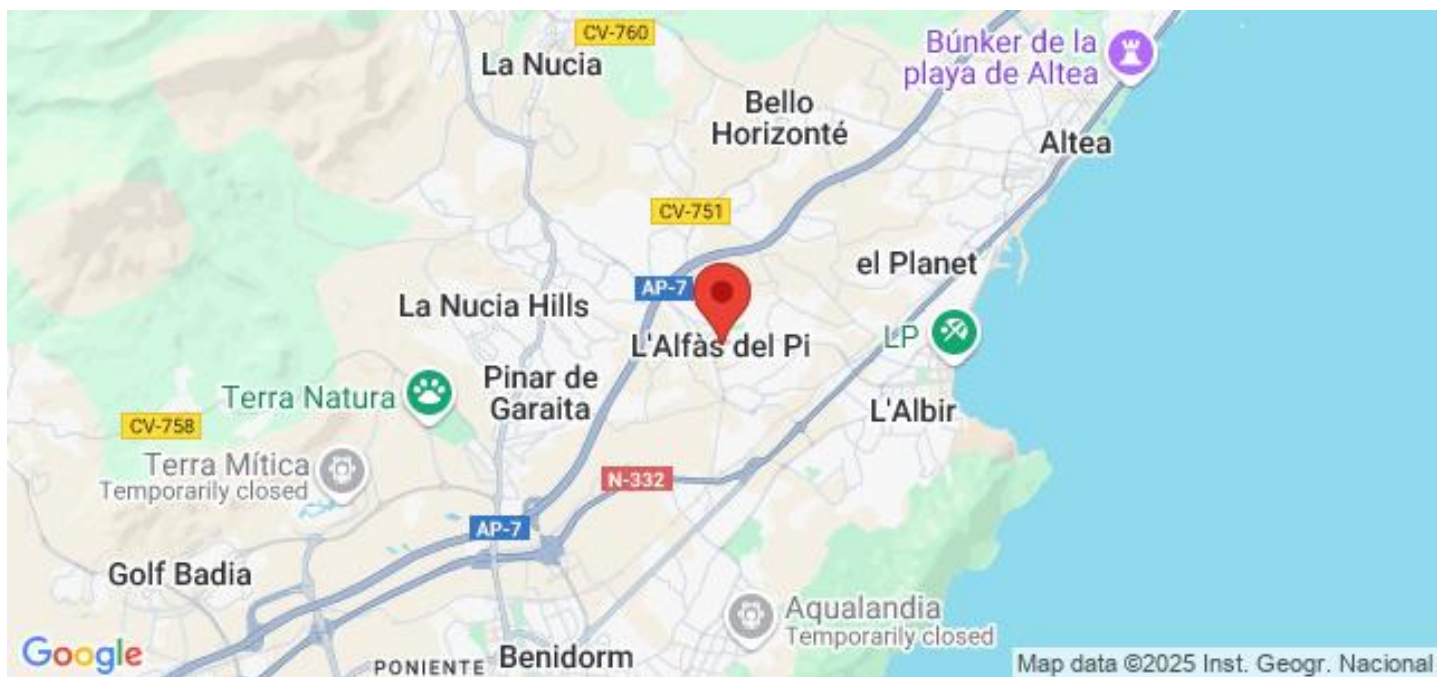 CV-760
La Nucia
Búnker de la
playa de Altea
Bello
Horizonté
Altea
CV-751
el Planet
AP-7
La Nucia Hills
L'Alfàs del Pi
LP
Pinar de
Garaita
Terra Natura
L'Albir
CV-758
Terra Mítica
Temporarily closed
N-332
AP-7
Golf Badia
Aqualandia
Temporarily closed
Google
PONIENTE
Benidorm
Map data ©2025 Inst. Geogr. Nacional